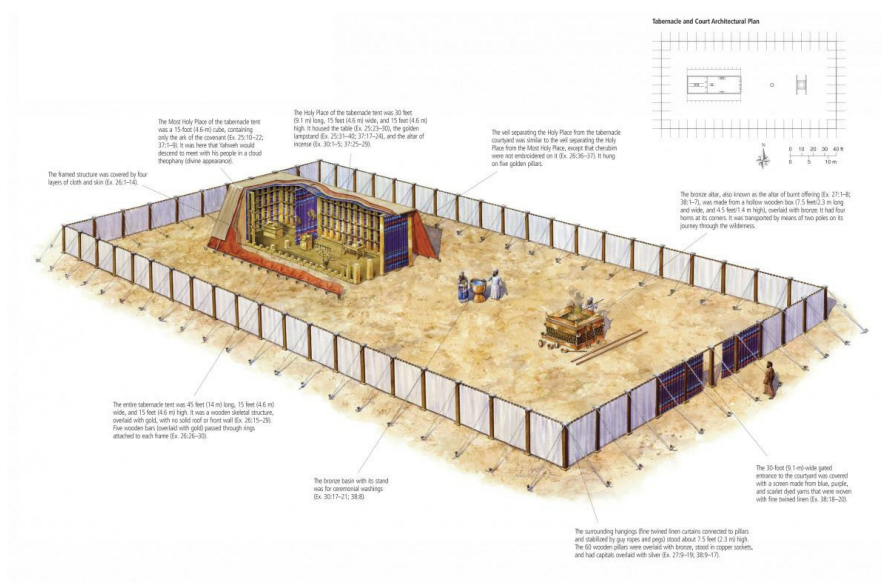 Tabernacle and Court Architectural Plan
N
0 10 20 30 40 ft
0 5 10 m
The Most Holy Place of the tabernacle tent
was a 15-foot (4.6-m) cube, containing
only the ark of the covenant (Ex. 25:10–22;
37:1–9). It was here that Yahweh would
descend to meet with his people in a cloud
theophany (divine appearance).
The Holy Place of the tabernacle tent was 30 feet
(9.1 m) long, 15 feet (4.6 m) wide, and 15 feet (4.6 m)
high. It housed the table (Ex. 25:23–30), the golden
lampstand (Ex. 25:31–40; 37:17–24), and the altar of
incense (Ex. 30:1–5; 37:25–29).
The veil separating the Holy Place from the tabernacle
courtyard was similar to the veil separating the Holy
Place from the Most Holy Place, except that cherubim
were not embroidered on it (Ex. 26:36–37). It hung
on five golden pillars.
The framed structure was covered by four
layers of cloth and skin (Ex. 26:1–14).
The bronze altar, also known as the altar of burnt offering (Ex. 27:1–8;
38:1–7), was made from a hollow wooden box (7.5 feet/2.3 m long
and wide, and 4.5 feet/1.4 m high), overlaid with bronze. It had four
horns at its corners. It was transported by means of two poles on its
journey through the wilderness.
The entire tabernacle tent was 45 feet (14 m) long, 15 feet (4.6 m)
wide, and 15 feet (4.6 m) high. It was a wooden skeletal structure,
overlaid with gold, with no solid roof or front wall (Ex. 26:15–29).
Five wooden bars (overlaid with gold) passed through rings
attached to each frame (Ex. 26:26–30).
The bronze basin with its stand
was for ceremonial washings
(Ex. 30:17–21; 38:8).
The 30-foot (9.1-m)-wide gated
entrance to the courtyard was covered
with a screen made from blue, purple,
and scarlet dyed yarns that were woven
with fine twined linen (Ex. 38:18–20).
The surrounding hangings (fine twined linen curtains connected to pillars
and stabilized by guy ropes and pegs) stood about 7.5 feet (2.3 m) high.
The 60 wooden pillars were overlaid with bronze, stood in copper sockets,
and had capitals overlaid with silver (Ex. 27:9–19; 38:9–17).